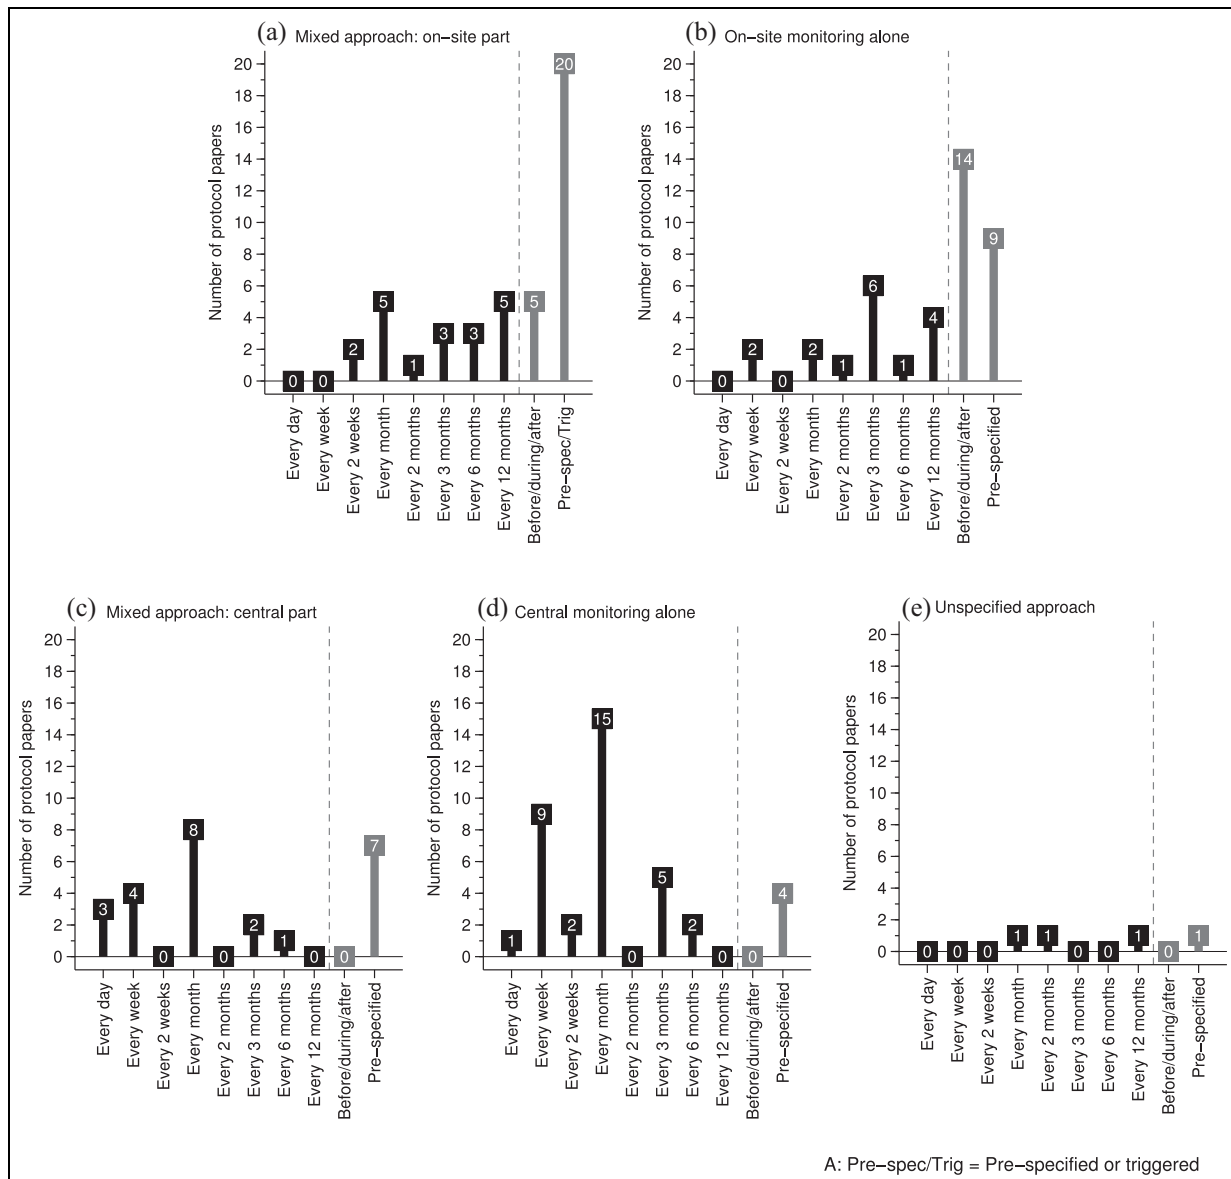 (a) Mixed approach: on−site part
Number of protocol papers
20
18
16
14
12
10
8
6
4
2
0
0 0 2 5 1 3 3 5 5 20
Every day
Every week
Every 2 weeks
Every month
Every 2 months
Every 3 months
Every 6 months
Every 12 months
Before/during/after
Pre−spec/Trig
(b) On−site monitoring alone
Number of protocol papers
20
18
16
14
12
10
8
6
4
2
0
0 2 0 2 1 6 1 4 14 9
Every day
Every week
Every 2 weeks
Every month
Every 2 months
Every 3 months
Every 6 months
Every 12 months
Before/during/after
Pre−specified
(c) Mixed approach: central part
Number of protocol papers
20
18
16
14
12
10
8
6
4
2
0
3 4 0 8 0 2 1 0 0 7
Every day
Every week
Every 2 weeks
Every month
Every 2 months
Every 3 months
Every 6 months
Every 12 months
Before/during/after
Pre−specified
(d) Central monitoring alone
Number of protocol papers
20
18
16
14
12
10
8
6
4
2
0
1 9 2 15 0 5 2 0 0 4
Every day
Every week
Every 2 weeks
Every month
Every 2 months
Every 3 months
Every 6 months
Every 12 months
Before/during/after
Pre−specified
(e) Unspecified approach
Number of protocol papers
20
18
16
14
12
10
8
6
4
2
0
0 0 0 1 1 0 0 1 0 1
Every day
Every week
Every 2 weeks
Every month
Every 2 months
Every 3 months
Every 6 months
Every 12 months
Before/during/after
Pre−specified
A: Pre−spec/Trig = Pre−specified or triggered